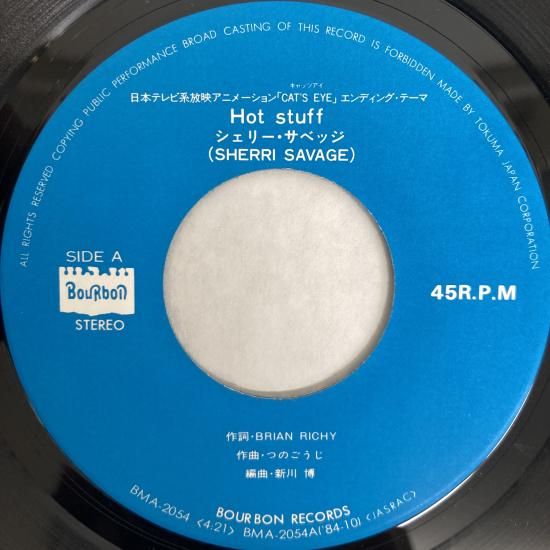 ALL RIGHTS RESERVED COPYING PUBLIC PERFORMANCE BROAD CASTING OF THIS RECORD IS FORBIDDEN MADE BY TOKUMA JAPAN CORPORATION
キャッツアイ
日本テレビ系放映アニメーション「CAT'S EYE」エンディング・テーマ
Hot stuff
シェリー・サベッジ
(SHERRI SAVAGE)
SIDE A
BouRbon
STEREO
45R.P.M
作詞・BRIAN RICHY
作曲・つのごうじ
編曲・新川 博
BOURBON RECORDS
BMA-2054 <4:21> BMA-2054A('84-10) <JASRAC>